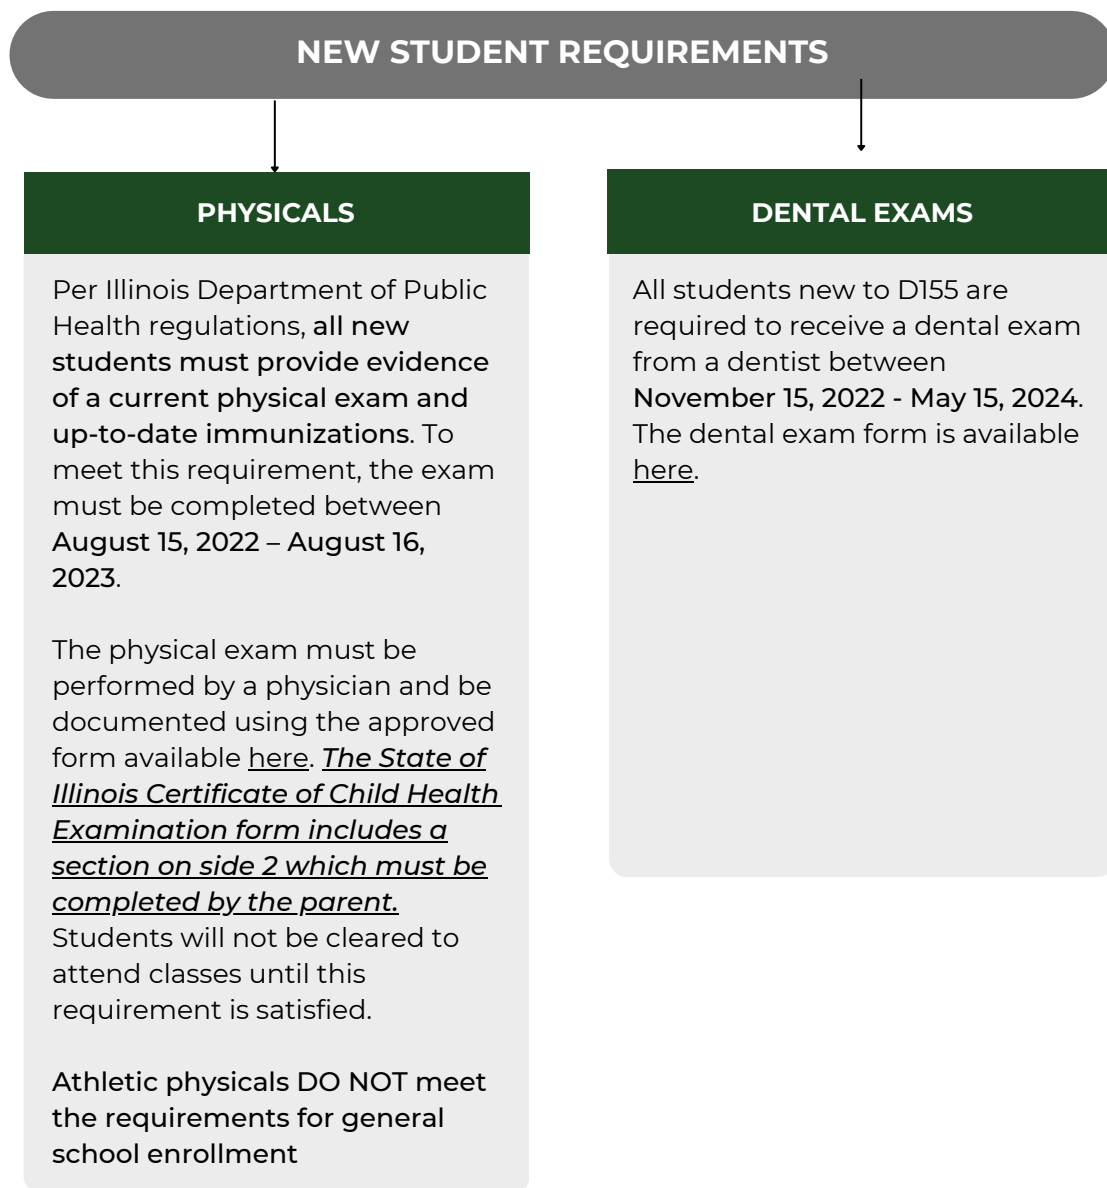 NEW STUDENT REQUIREMENTS
PHYSICALS
Per Illinois Department of Public
Health regulations, all new
students must provide evidence
of a current physical exam and
up-to-date immunizations. To
meet this requirement, the exam
must be completed between
August 15, 2022 – August 16,
2023.
The physical exam must be
performed by a physician and be
documented using the approved
form available here. The State of
Illinois Certificate of Child Health
Examination form includes a
section on side 2 which must be
completed by the parent.
Students will not be cleared to
attend classes until this
requirement is satisfied.
Athletic physicals DO NOT meet
the requirements for general
school enrollment
DENTAL EXAMS
All students new to D155 are
required to receive a dental exam
from a dentist between
November 15, 2022 - May 15, 2024.
The dental exam form is available
here.